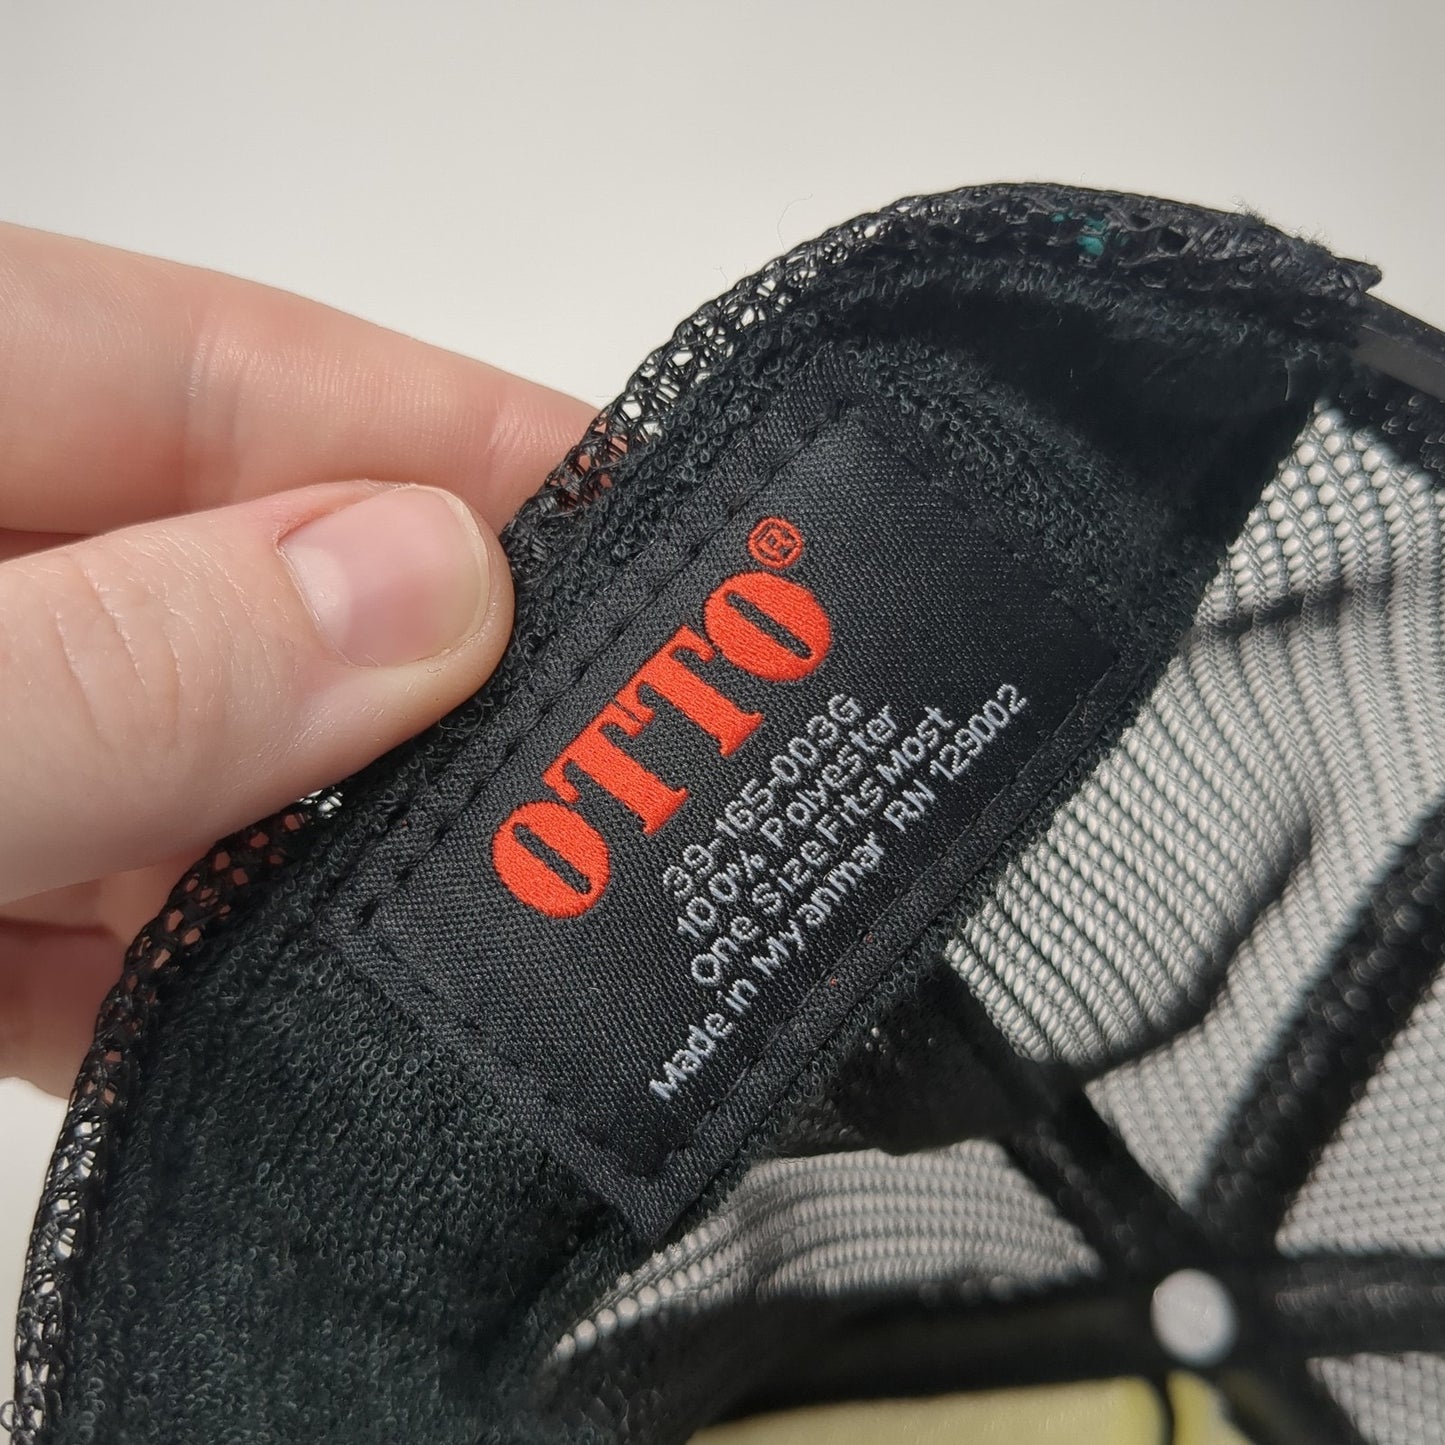 OTTO®
39-165-003G
100% Polyester
One Size Fits Most
Made in Myanmar RN 129002